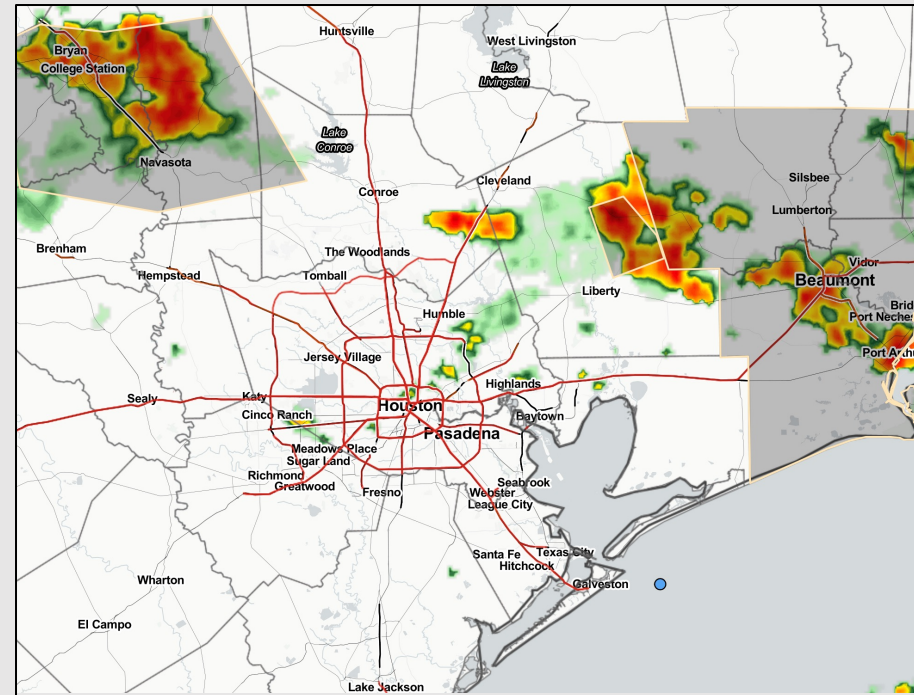 Huntsville
West Livingston
Bryan
College Station
Lake
Livingston
Lake
Conroe
Navasota
Silsbee
Cleveland
Conroe
Lumberton
Brenham
The Woodlands
Vidor
Hempstead
Tomball
Beaumont
Liberty
Humble
Port Neches
Jersey Village
Highlands
Sealy
Katy
Houston
Cinco Ranch
Baytown
Pasadena
Meadows Place
Sugar Land
Richmond
Greatwood
Seabrook
Fresno
Webster
League City
Santa Fe
Texas City
Hitchcock
Wharton
Galveston
El Campo
Lake Jackson